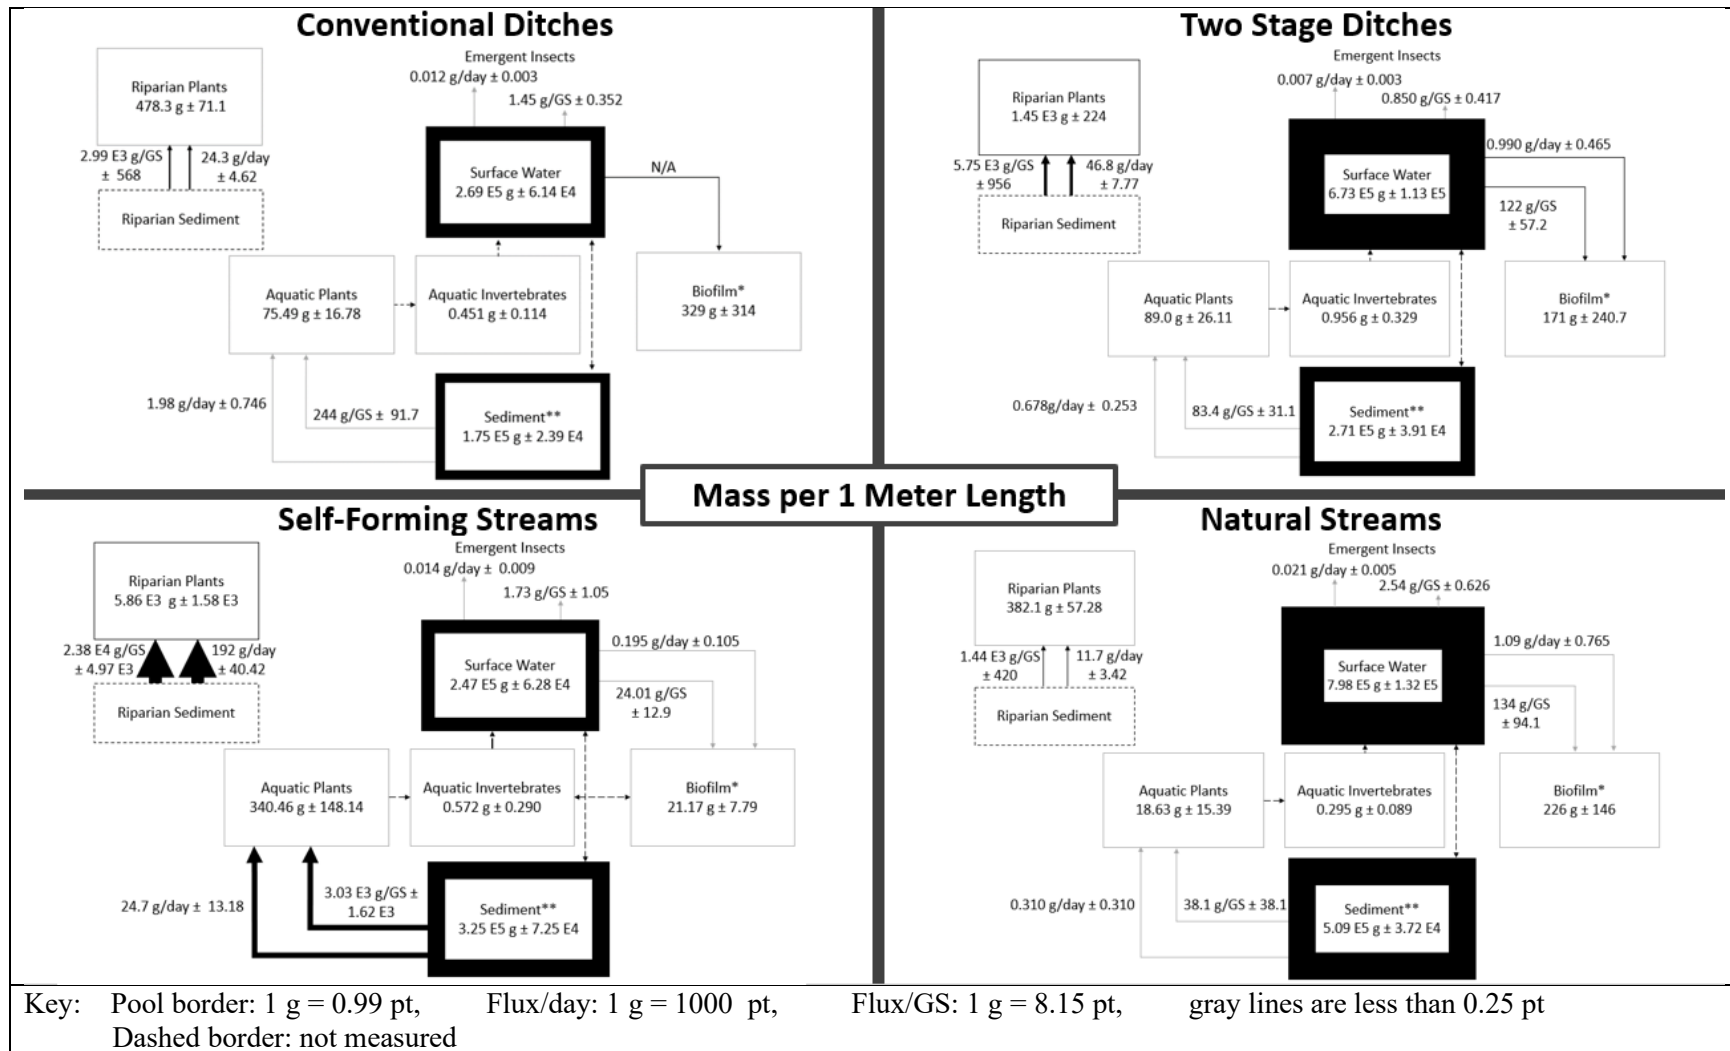 Conventional Ditches
Emergent Insects
0.012 g/day ± 0.003
1.45 g/GS ± 0.352
Riparian Plants
478.3 g ± 71.1
2.99 E3 g/GS
± 568
24.3 g/day
± 4.62
Riparian Sediment
Surface Water
2.69 E5 g ± 6.14 E4
N/A
Aquatic Plants
75.49 g ± 16.78
Aquatic Invertebrates
0.451 g ± 0.114
Biofilm*
329 g ± 314
1.98 g/day ± 0.746
244 g/GS ± 91.7
Sediment**
1.75 E5 g ± 2.39 E4
Two Stage Ditches
Emergent Insects
0.007 g/day ± 0.003
0.850 g/GS ± 0.417
Riparian Plants
1.45 E3 g ± 224
5.75 E3 g/GS
± 956
46.8 g/day
± 7.77
Riparian Sediment
Surface Water
6.73 E5 g ± 1.13 E5
0.990 g/day ± 0.465
122 g/GS
± 57.2
Aquatic Plants
89.0 g ± 26.11
Aquatic Invertebrates
0.956 g ± 0.329
Biofilm*
171 g ± 240.7
0.678g/day ± 0.253
83.4 g/GS ± 31.1
Sediment**
2.71 E5 g ± 3.91 E4
Mass per 1 Meter Length
Self-Forming Streams
Emergent Insects
0.014 g/day ± 0.009
1.73 g/GS ± 1.05
Riparian Plants
5.86 E3 g ± 1.58 E3
2.38 E4 g/GS
± 4.97 E3
192 g/day
± 40.42
Riparian Sediment
Surface Water
2.47 E5 g ± 6.28 E4
0.195 g/day ± 0.105
24.01 g/GS
± 12.9
Aquatic Plants
340.46 g ± 148.14
Aquatic Invertebrates
0.572 g ± 0.290
Biofilm*
21.17 g ± 7.79
24.7 g/day ± 13.18
3.03 E3 g/GS ±
1.62 E3
Sediment**
3.25 E5 g ± 7.25 E4
Natural Streams
Emergent Insects
0.021 g/day ± 0.005
2.54 g/GS ± 0.626
Riparian Plants
382.1 g ± 57.28
1.44 E3 g/GS
± 420
11.7 g/day
± 3.42
Riparian Sediment
Surface Water
7.98 E5 g ± 1.32 E5
1.09 g/day ± 0.765
134 g/GS
± 94.1
Aquatic Plants
18.63 g ± 15.39
Aquatic Invertebrates
0.295 g ± 0.089
Biofilm*
226 g ± 146
0.310 g/day ± 0.310
38.1 g/GS ± 38.1
Sediment**
5.09 E5 g ± 3.72 E4
Key: Pool border: 1 g = 0.99 pt, Flux/day: 1 g = 1000 pt, Flux/GS: 1 g = 8.15 pt, gray lines are less than 0.25 pt
Dashed border: not measured